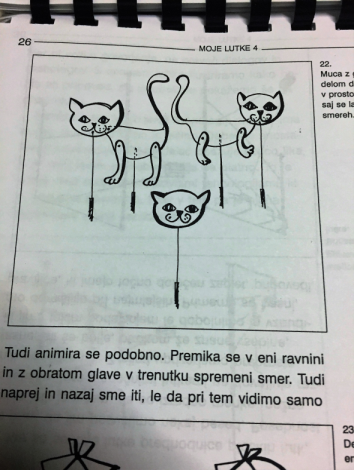 26
MOJE LUTKE 4
22.
Muca z
delom d
v prosto
saj se la
smereh.
Tudi animira se podobno. Premika se v eni ravnini
in z obratom glave v trenutku spremeni smer. Tudi
naprej in nazaj sme iti, le da pri tem vidimo samo
23
De